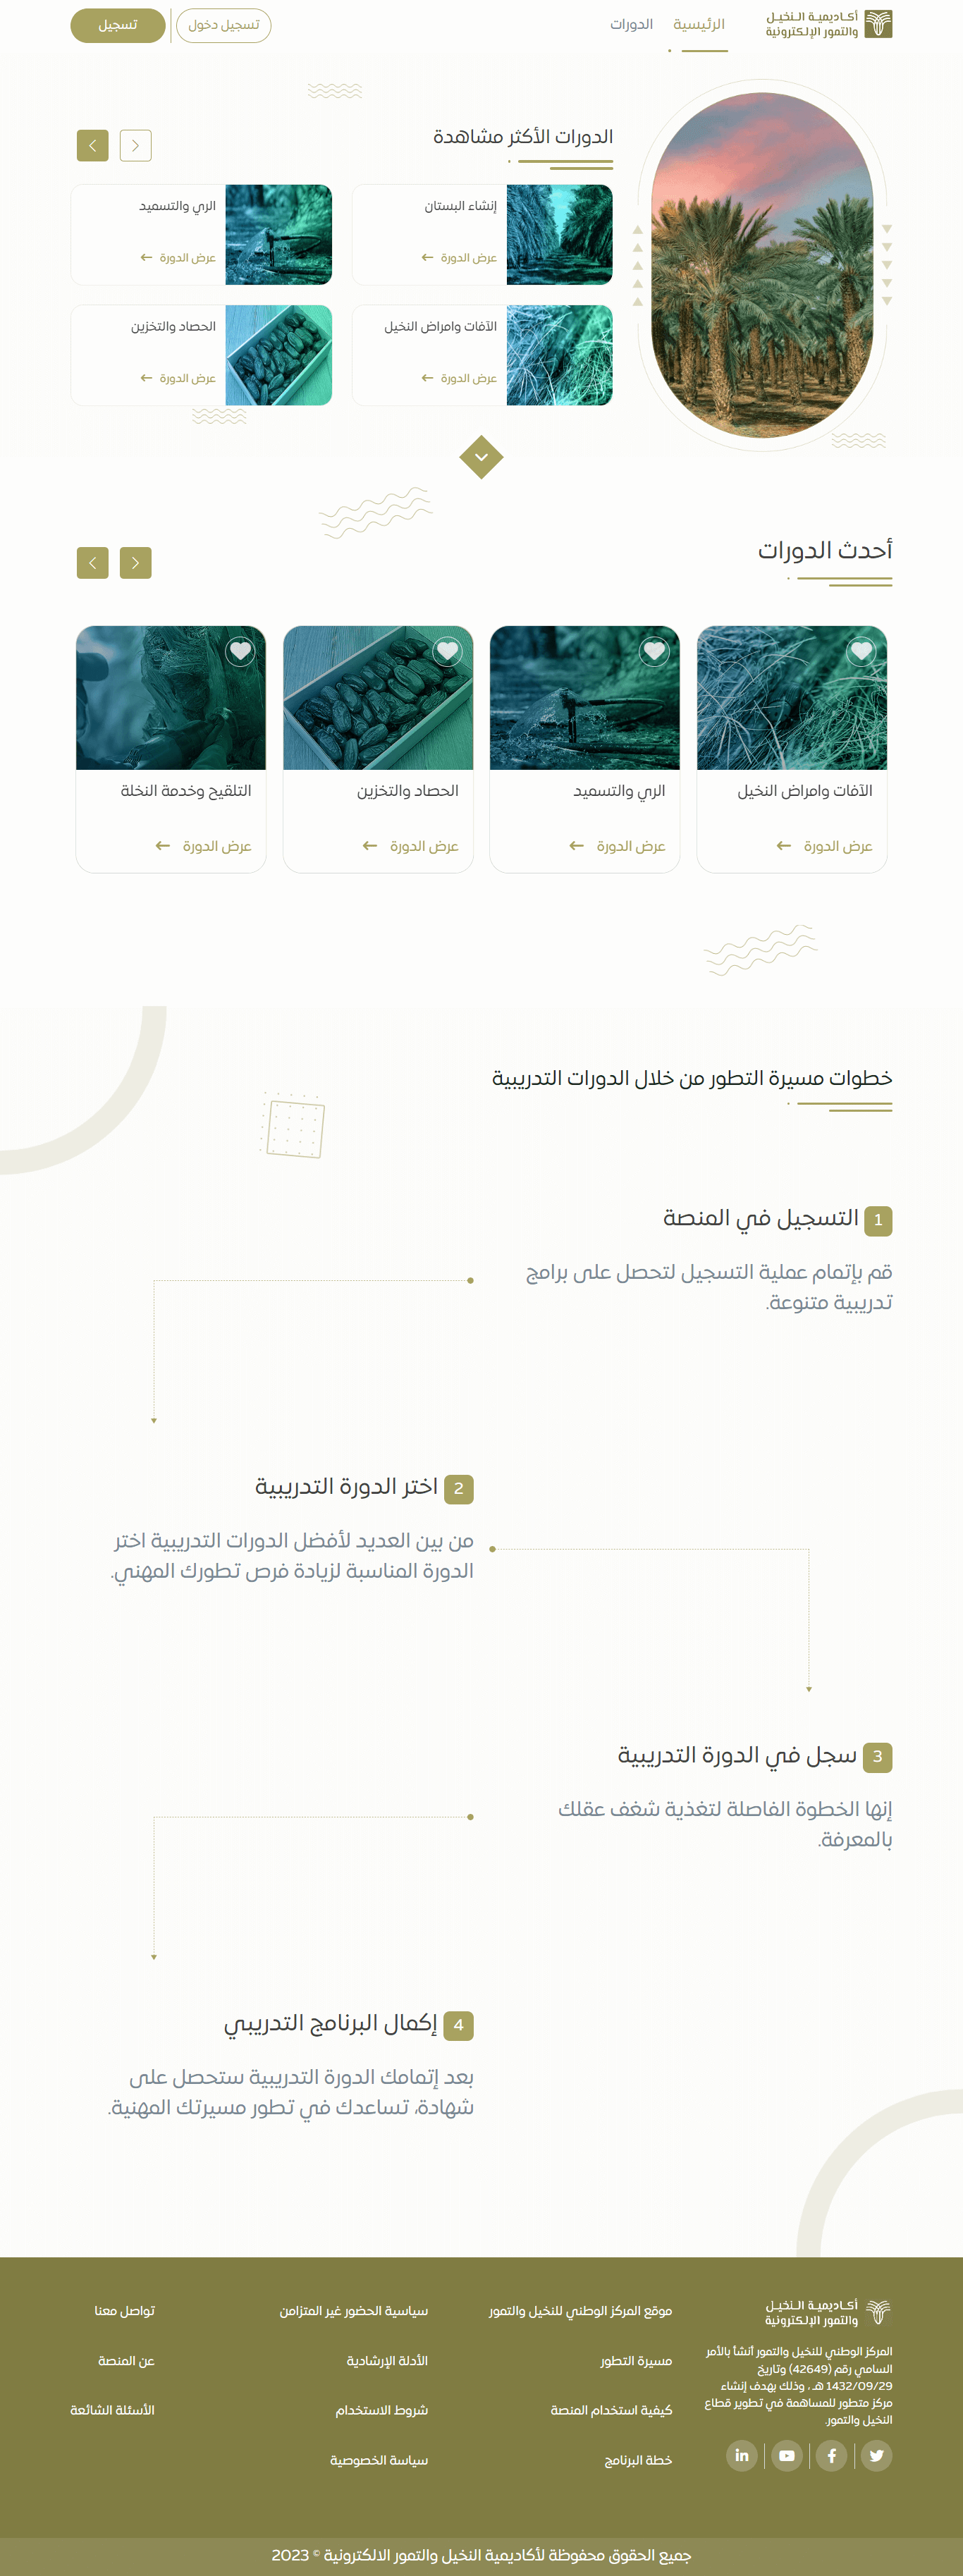 أكـاديميـة الـنـخيـل
والتمور الإلكترونية
الرئيسية
الدورات
تسجيل دخول
تسجيل
الدورات الأكثر مشاهدة
إنشاء البستان
عرض الدورة
الري والتسميد
عرض الدورة
الآفات وامراض النخيل
عرض الدورة
الحصاد والتخزين
عرض الدورة
أحدث الدورات
الآفات وامراض النخيل
عرض الدورة
الري والتسميد
عرض الدورة
الحصاد والتخزين
عرض الدورة
التلقيح وخدمة النخلة
عرض الدورة
خطوات مسيرة التطور من خلال الدورات التدريبية
1 التسجيل في المنصة
قم بإتمام عملية التسجيل لتحصل على برامج
تدريبية متنوعة.
2 اختر الدورة التدريبية
من بين العديد لأفضل الدورات التدريبية اختر
الدورة المناسبة لزيادة فرص تطورك المهني.
3 سجل في الدورة التدريبية
إنها الخطوة الفاصلة لتغذية شغف عقلك
بالمعرفة.
4 إكمال البرنامج التدريبي
بعد إتمامك الدورة التدريبية ستحصل على
شهادة، تساعدك في تطور مسيرتك المهنية.
أكـاديميـة الـنـخيـل
والتمور الإلكترونية
المركز الوطني للنخيل والتمور أنشأ بالأمر
السامي رقم (42649) وتاريخ
1432/09/29 هـ ، وذلك بهدف إنشاء
مركز متطور للمساهمة في تطوير قطاع
النخيل والتمور.
موقع المركز الوطني للنخيل والتمور
مسيرة التطور
كيفية استخدام المنصة
خطة البرنامج
سياسية الحضور غير المتزامن
الأدلة الإرشادية
شروط الاستخدام
سياسة الخصوصية
تواصل معنا
عن المنصة
الأسئلة الشائعة
جميع الحقوق محفوظة لأكاديمية النخيل والتمور الالكترونية © 2023